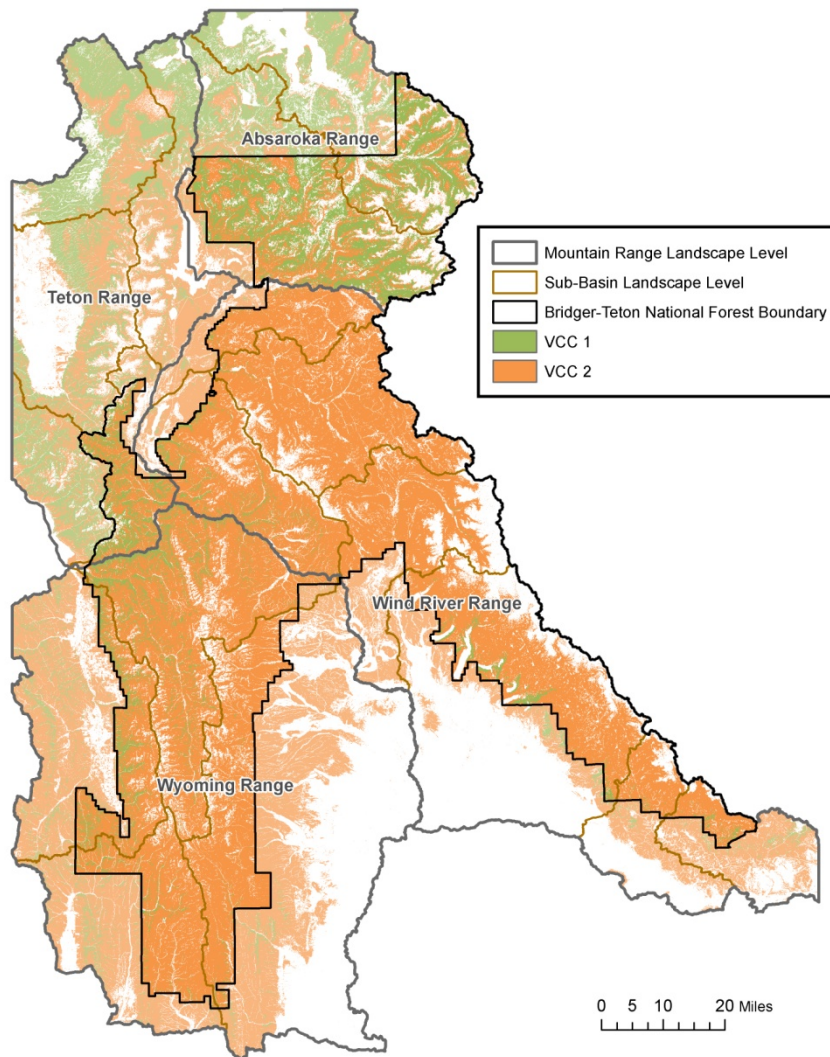 Absaroka Range
Mountain Range Landscape Level
Sub-Basin Landscape Level
Bridger-Teton National Forest Boundary
VCC 1
VCC 2
Teton Range
Wind River Range
Wyoming Range
0 5 10 20 Miles